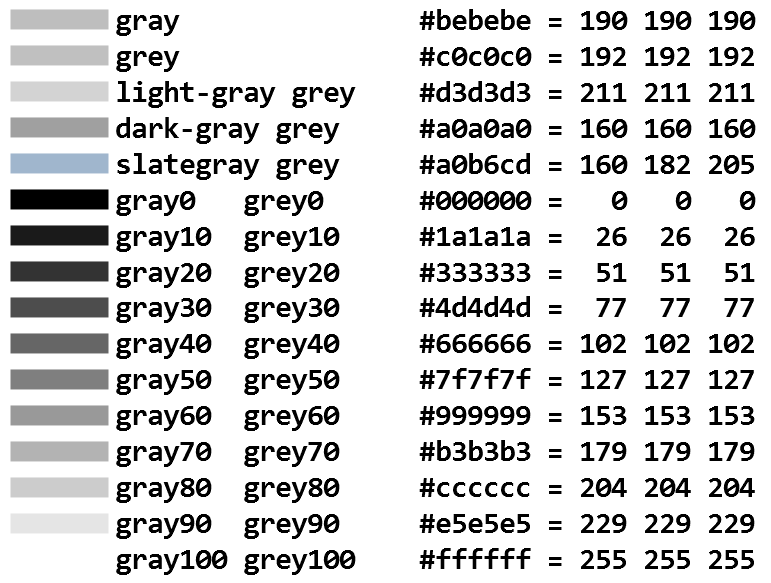 gray #bebebe = 190 190 190
grey #c0c0c0 = 192 192 192
light-gray grey #d3d3d3 = 211 211 211
dark-gray grey #a0a0a0 = 160 160 160
slategray grey #a0b6cd = 160 182 205
gray0 grey0 #000000 = 0 0 0
gray10 grey10 #1a1a1a = 26 26 26
gray20 grey20 #333333 = 51 51 51
gray30 grey30 #4d4d4d = 77 77 77
gray40 grey40 #666666 = 102 102 102
gray50 grey50 #7f7f7f = 127 127 127
gray60 grey60 #999999 = 153 153 153
gray70 grey70 #b3b3b3 = 179 179 179
gray80 grey80 #cccccc = 204 204 204
gray90 grey90 #e5e5e5 = 229 229 229
gray100 grey100 #ffffff = 255 255 255